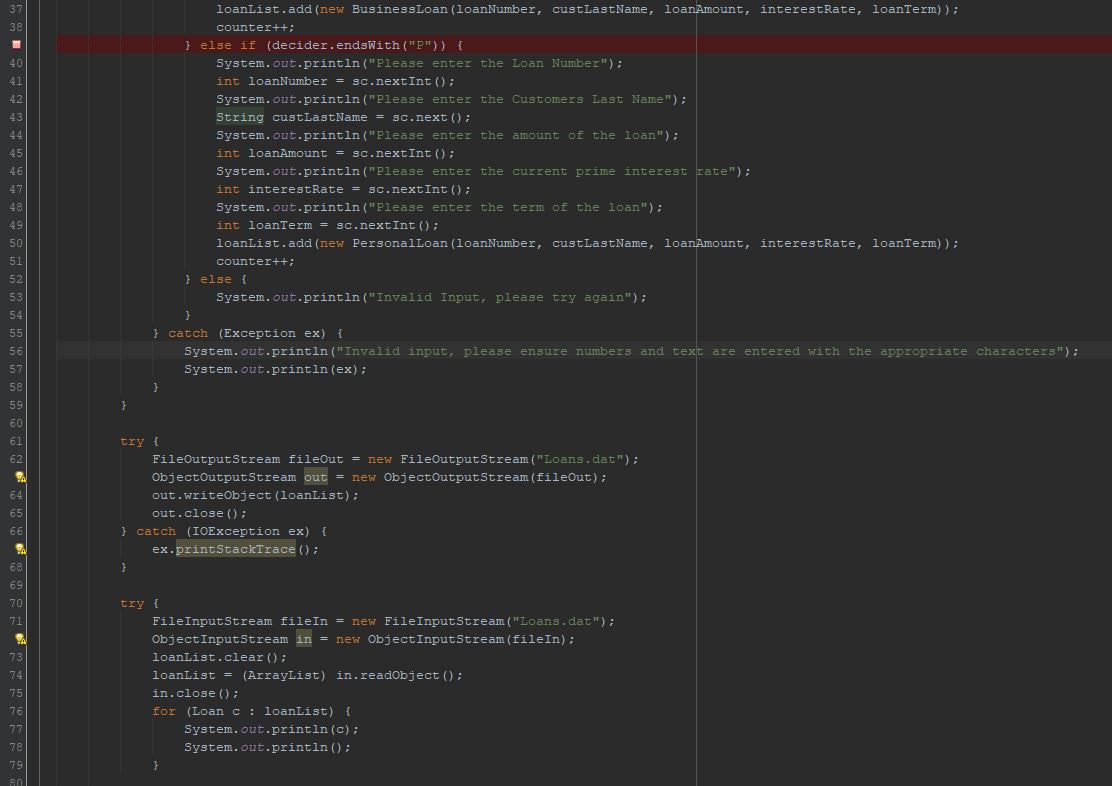 37 loanList.add(new BusinessLoan(loanNumber, custLastName, loanAmount, interestRate, loanTerm));
38 counter++;
} else if (decider.endsWith("P")) {
40 System.out.println("Please enter the Loan Number");
41 int loanNumber = sc.nextInt();
42 System.out.println("Please enter the Customers Last Name");
43 String custLastName = sc.next();
44 System.out.println("Please enter the amount of the loan");
45 int loanAmount = sc.nextInt();
46 System.out.println("Please enter the current prime interest rate");
47 int interestRate = sc.nextInt();
48 System.out.println("Please enter the term of the loan");
49 int loanTerm = sc.nextInt();
50 loanList.add(new PersonalLoan(loanNumber, custLastName, loanAmount, interestRate, loanTerm));
51 counter++;
52 } else {
53 System.out.println("Invalid Input, please try again");
54 }
55 } catch (Exception ex) {
56 System.out.println("Invalid input, please ensure numbers and text are entered with the appropriate characters");
57 System.out.println(ex);
58 }
59 }
60
61 try {
62 FileOutputStream fileOut = new FileOutputStream("Loans.dat");
ObjectOutputStream out = new ObjectOutputStream(fileOut);
64 out.writeObject(loanList);
65 out.close();
66 } catch (IOException ex) {
ex.printStackTrace();
68 }
69
70 try {
71 FileInputStream fileIn = new FileInputStream("Loans.dat");
ObjectInputStream in = new ObjectInputStream(fileIn);
73 loanList.clear();
74 loanList = (ArrayList) in.readObject();
75 in.close();
76 for (Loan c : loanList) {
77 System.out.println(c);
78 System.out.println();
79 }
80